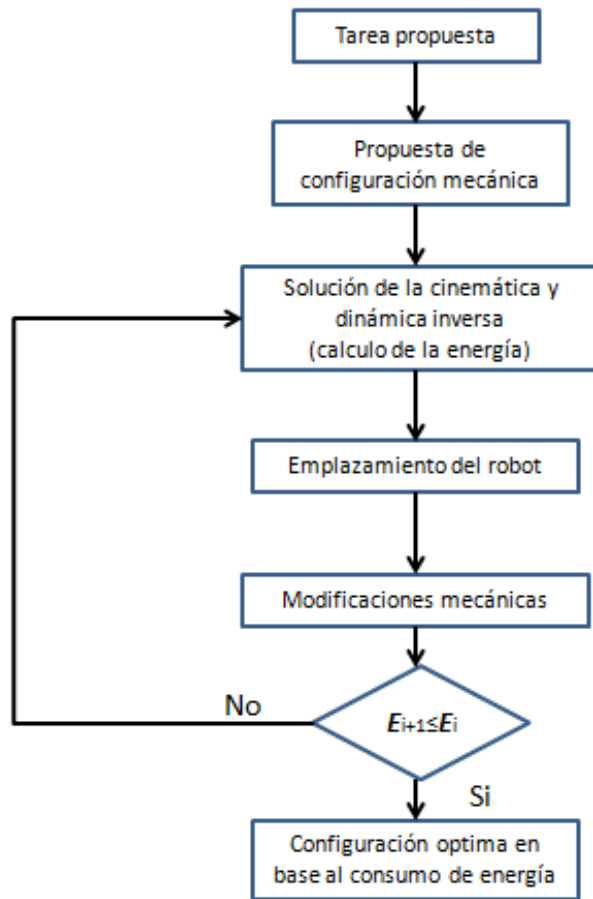 Tarea propuesta
Propuesta de
configuración mecánica
Solución de la cinemática y
dinámica inversa
(calculo de la energía)
Emplazamiento del robot
Modificaciones mecánicas
No
Ei+1≤Ei
Si
Configuración optima en
base al consumo de energía